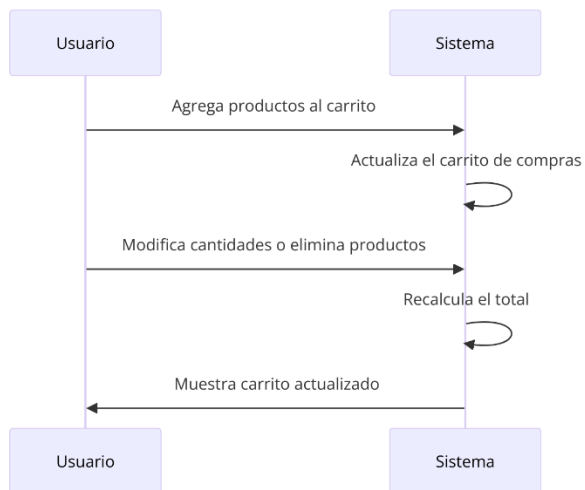 Usuario
Sistema
Agrega productos al carrito
Actualiza el carrito de compras
Modifica cantidades o elimina productos
Recalcula el total
Muestra carrito actualizado
Usuario
Sistema